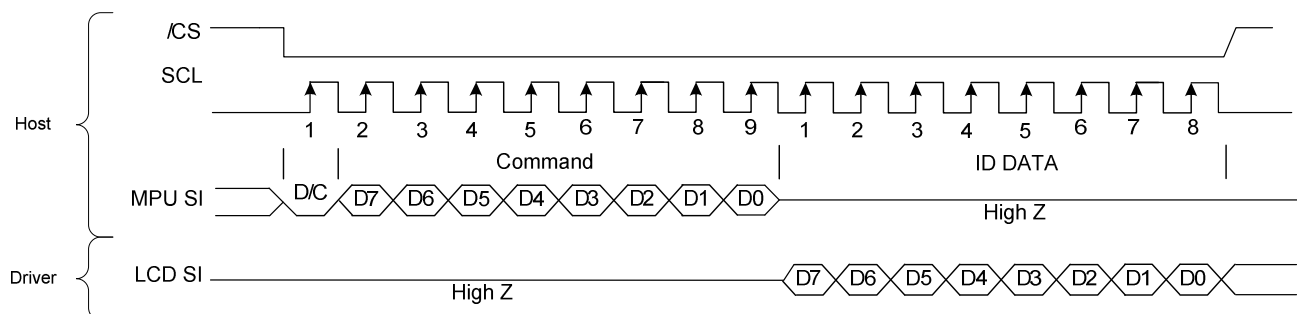 /CS
SCL
Host
1 2 3 4 5 6 7 8 9 1 2 3 4 5 6 7 8
Command
ID DATA
MPU SI
D/C D7 D6 D5 D4 D3 D2 D1 D0
High Z
Driver
LCD SI
High Z
D7 D6 D5 D4 D3 D2 D1 D0